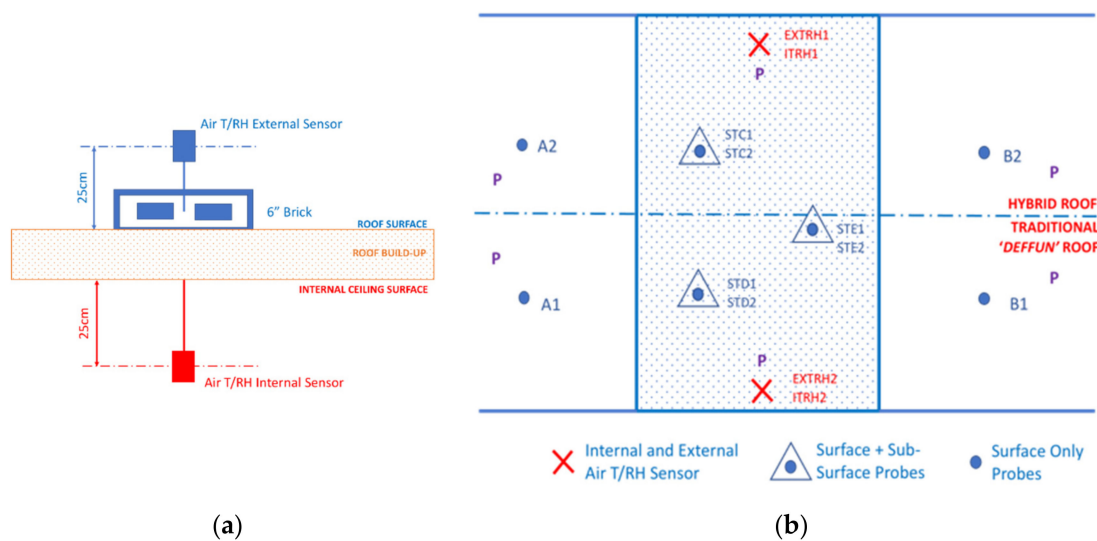 Air T/RH External Sensor
25cm
6” Brick
ROOF SURFACE
ROOF BUILD-UP
INTERNAL CEILING SURFACE
25cm
Air T/RH Internal Sensor
(a)
EXTRH1
ITRH1
P
A2
STC1
STC2
B2
P
P
HYBRID ROOF
TRADITIONAL
‘DEFFUN’ ROOF
STE1
STE2
P
P
A1
STD1
STD2
B1
P
EXTRH2
ITRH2
Internal and External
Air T/RH Sensor
Surface + Sub-
Surface Probes
Surface Only
Probes
(b)